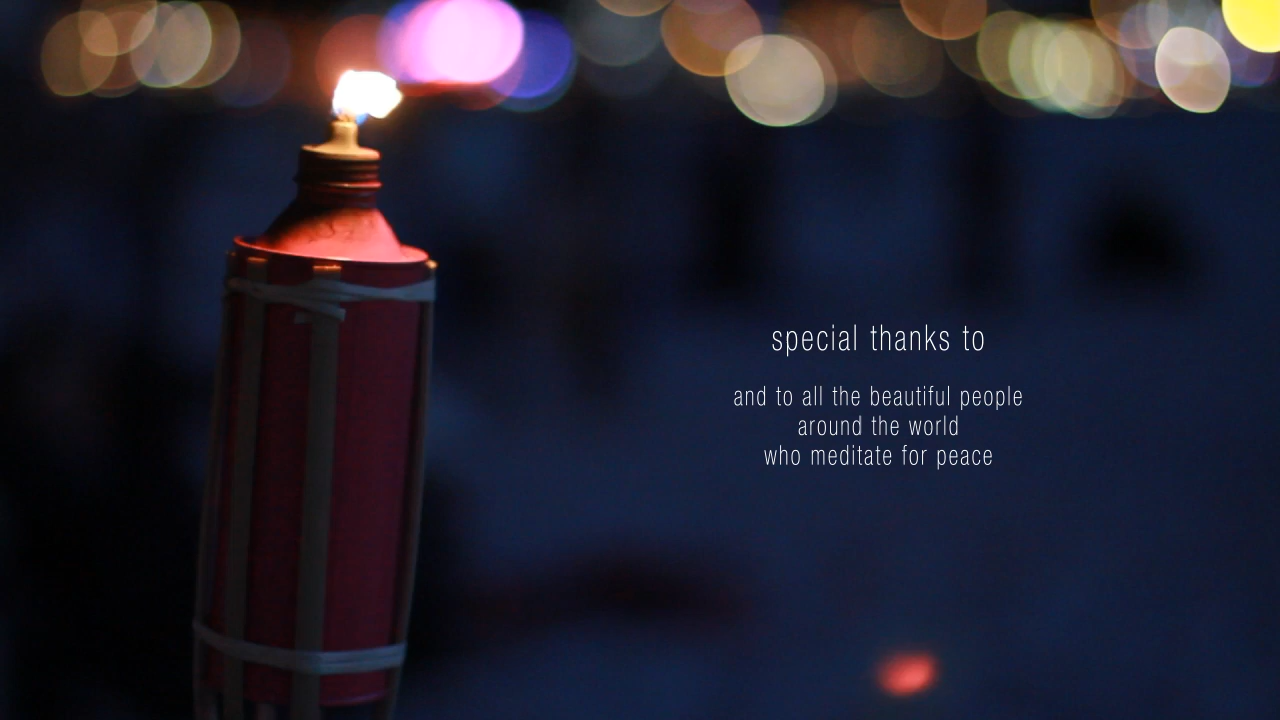 special thanks to
and to all the beautiful people
around the world
who meditate for peace